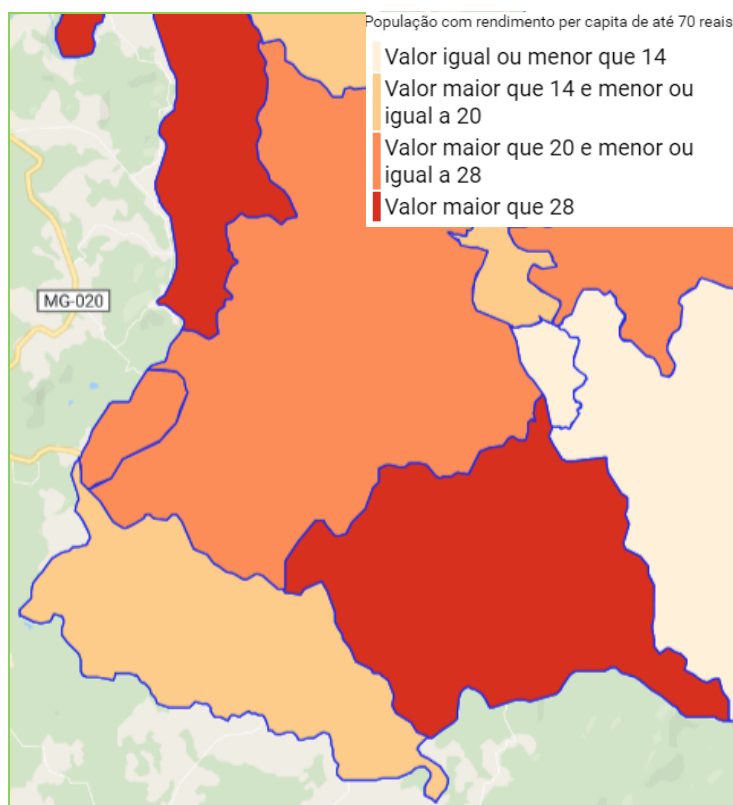 População com rendimento per capita de até 70 reais
Valor igual ou menor que 14
Valor maior que 14 e menor ou
igual a 20
Valor maior que 20 e menor ou
igual a 28
Valor maior que 28
MG-020